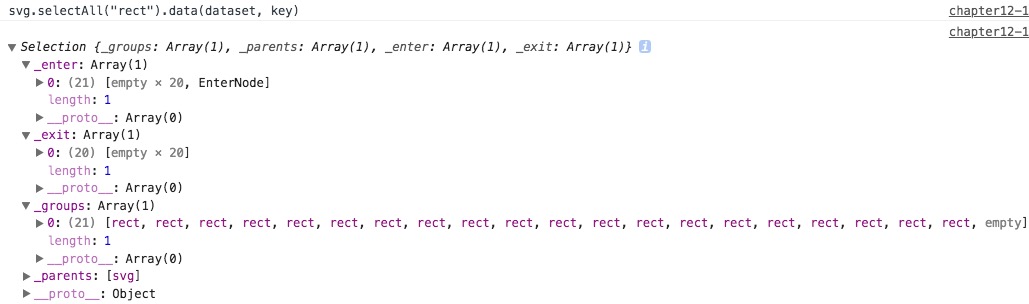 svg.selectAll("rect").data(dataset, key) chapter12-1
chapter12-1
▼ Selection {_groups: Array(1), _parents: Array(1), _enter: Array(1), _exit: Array(1)} i
▼ _enter: Array(1)
▶ 0: (21) [empty × 20, EnterNode]
length: 1
▶ __proto__: Array(0)
▼ _exit: Array(1)
▶ 0: (20) [empty × 20]
length: 1
▶ __proto__: Array(0)
▼ _groups: Array(1)
▶ 0: (21) [rect, rect, rect, rect, rect, rect, rect, rect, rect, rect, rect, rect, rect, rect, rect, rect, rect, rect, rect, rect, empty]
length: 1
▶ __proto__: Array(0)
▶ _parents: [svg]
▶ __proto__: Object